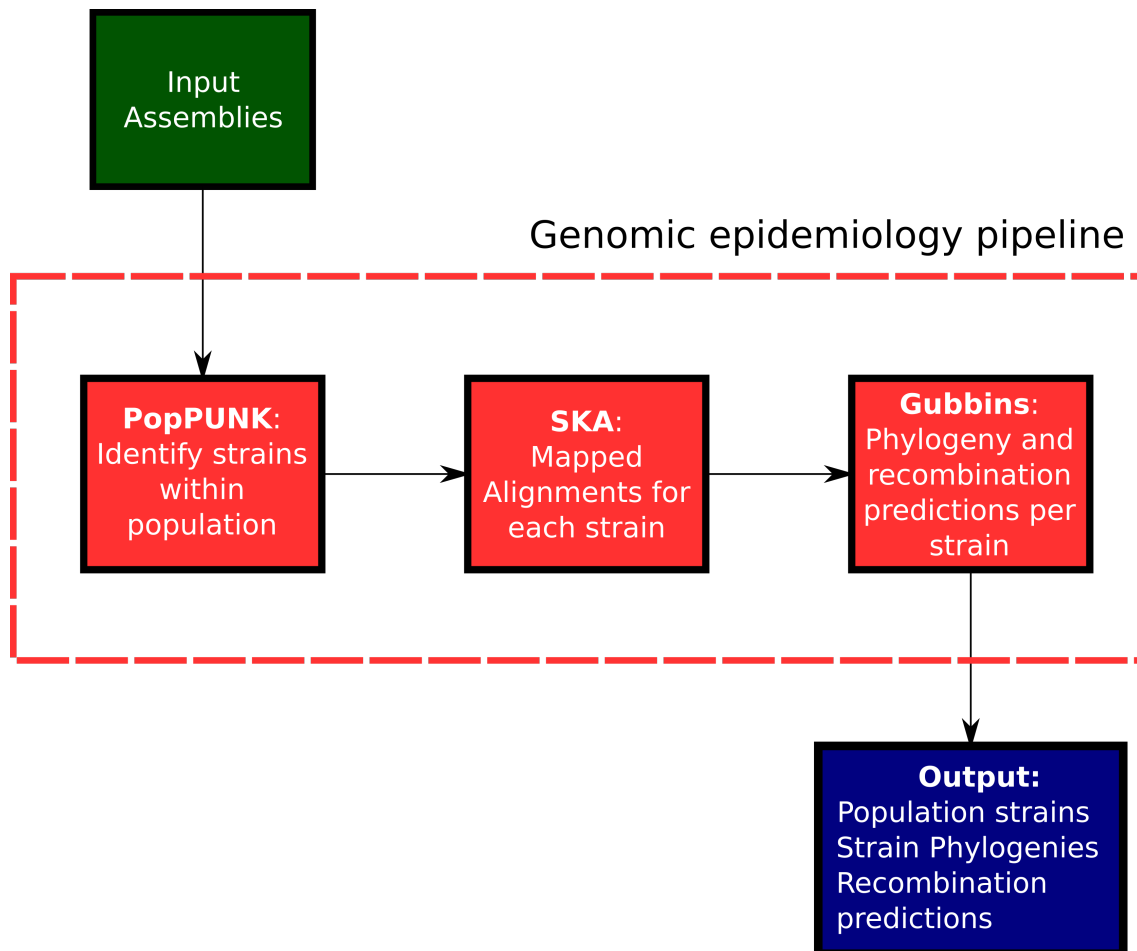 Input
Assemblies
Genomic epidemiology pipeline
PopPUNK:
Identify strains
within
population
SKA:
Mapped
Alignments for
each strain
Gubbins:
Phylogeny and
recombination
predictions per
strain
Output:
Population strains
Strain Phylogenies
Recombination
predictions